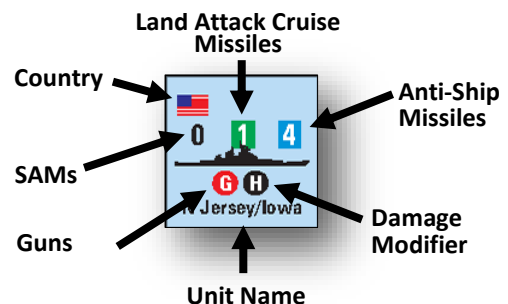 Land Attack Cruise
Missiles
Country
Anti-Ship
Missiles
0 1 4
SAMs
G H
N Jersey/Iowa
Guns
Damage
Modifier
Unit Name